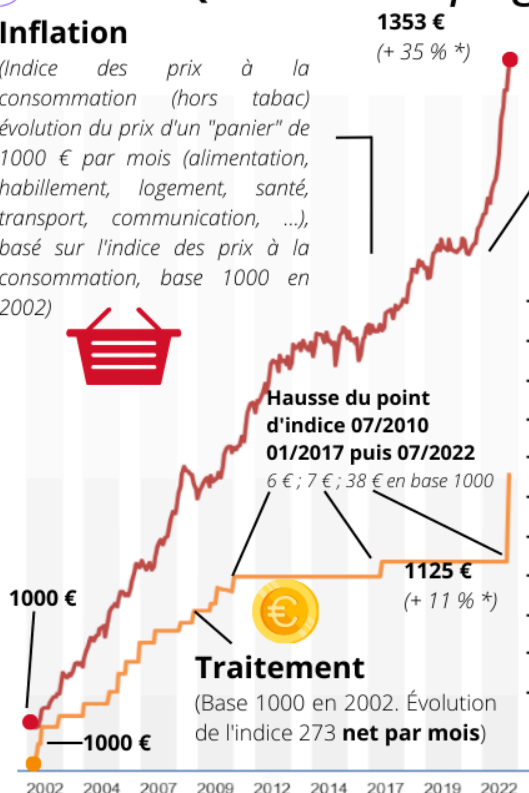 1353 €
(+ 35 % *)
Inflation
(Indice des prix à la
consommation (hors tabac)
évolution du prix d'un "panier" de
1000 € par mois (alimentation,
habillement, logement, santé,
transport, communication, ...),
basé sur l'indice des prix à la
consommation, base 1000 en
2002)
Hausse du point
d'indice 07/2010
01/2017 puis 07/2022
6 € ; 7 € ; 38 € en base 1000
1125 €
(+ 11 % *)
1000 €
Traitement
(Base 1000 en 2002. Évolution
de l'indice 273 net par mois)
1000 €
2002 2004 2007 2009 2012 2014 2017 2019 2022